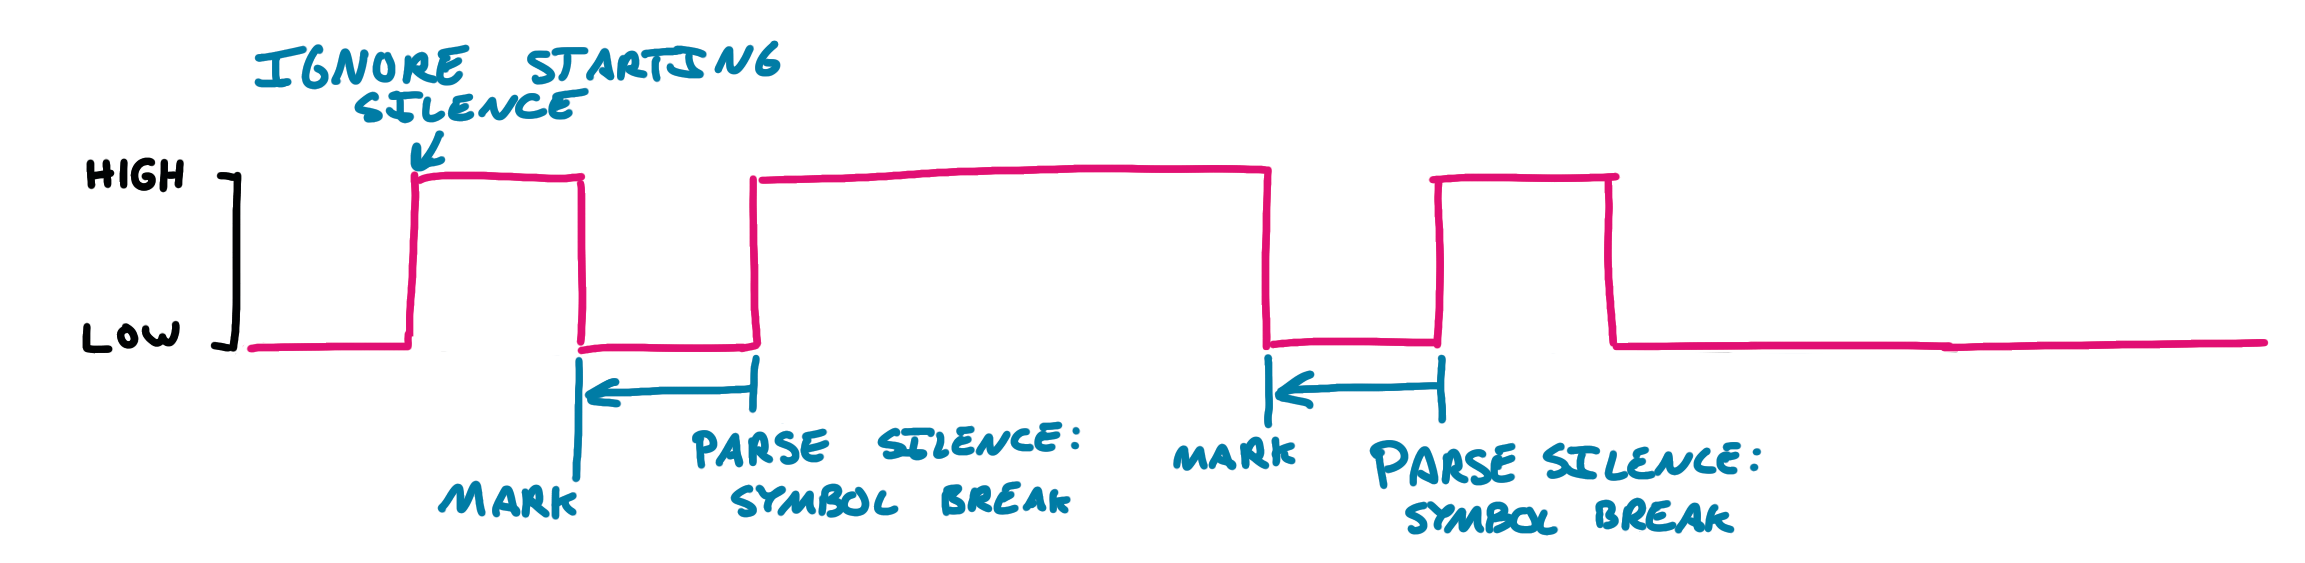 IGNORE STARTING
SILENCE
HIGH
LOW
MARK
PARSE SILENCE:
SYMBOL BREAK
MARK
PARSE SILENCE:
SYMBOL BREAK